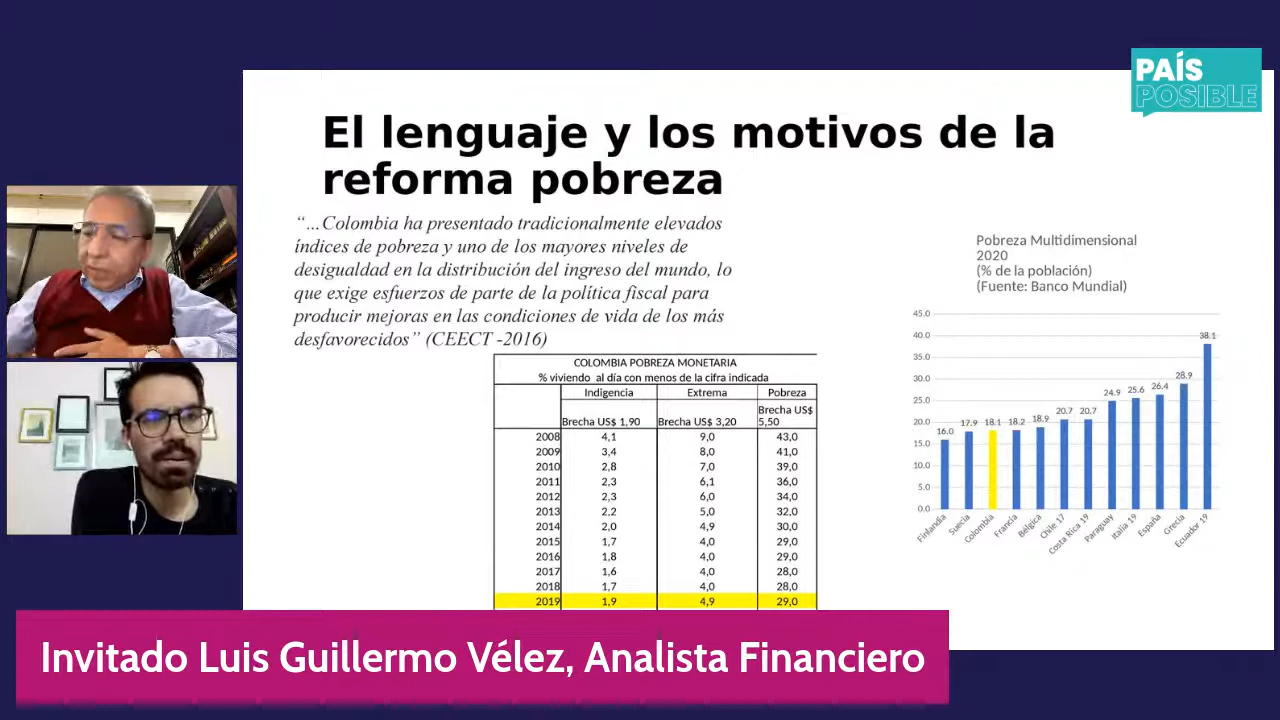 PAÍS
POSIBLE
El lenguaje y los motivos de la
reforma pobreza
“…Colombia ha presentado tradicionalmente elevados
índices de pobreza y uno de los mayores niveles de
desigualdad en la distribución del ingreso del mundo, lo
que exige esfuerzos de parte de la política fiscal para
producir mejoras en las condiciones de vida de los más
desfavorecidos” (CEECT -2016)
COLOMBIA POBREZA MONETARIA
% viviendo al día con menos de la cifra indicada
Indigencia Extrema Pobreza
Brecha US$ 1,90 Brecha US$ 3,20 Brecha US$
5,50
2008 4,1 9,0 43,0
2009 3,4 8,0 41,0
2010 2,8 7,0 39,0
2011 2,3 6,1 36,0
2012 2,3 6,0 34,0
2013 2,2 5,0 32,0
2014 2,0 4,9 30,0
2015 1,7 4,0 29,0
2016 1,8 4,0 29,0
2017 1,6 4,0 28,0
2018 1,7 4,0 28,0
2019 1,9 4,9 29,0
Pobreza Multidimensional
2020
(% de la población)
(Fuente: Banco Mundial)
45.0
40.0
35.0
30.0
25.0
20.0
15.0
10.0
5.0
0.0
16.0 17.9 18.1 18.2 18.9 20.7 20.7 24.9 25.6 26.4 28.9 38.1
Finlandia Suecia Colombia Francia Bélgica Chile 17 Costa Rica 19 Paraguay Italia 19 España Grecia Ecuador 19
Invitado Luis Guillermo Vélez, Analista Financiero